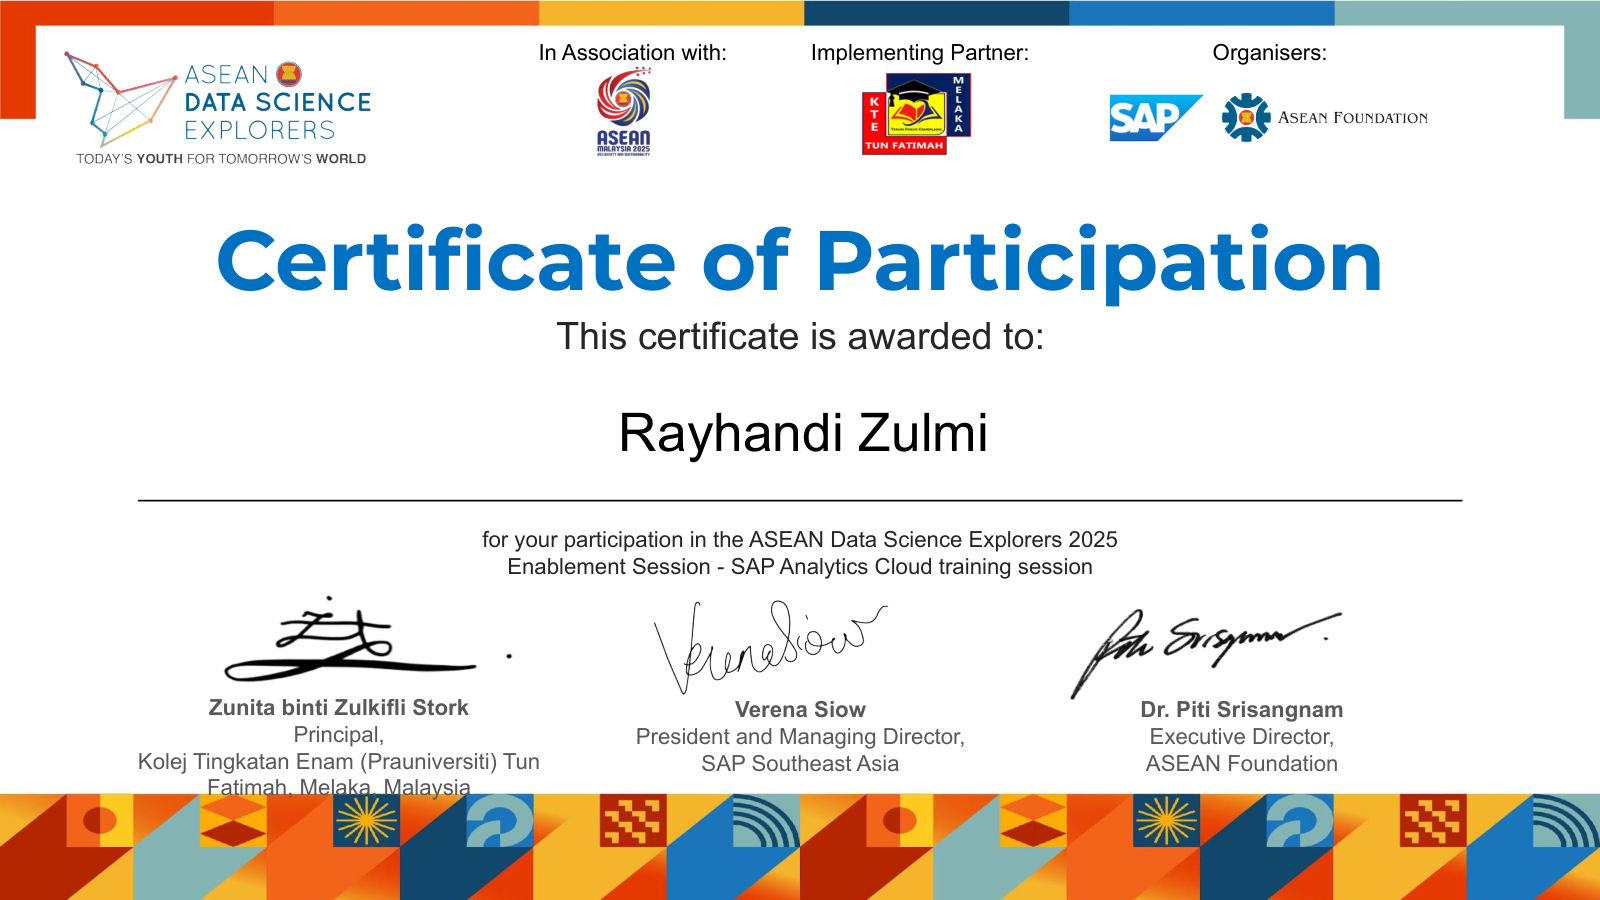 ASEAN
DATA SCIENCE
EXPLORERS
TODAY'S YOUTH FOR TOMORROW'S WORLD
In Association with:
ASEAN
MALAYSIA 2025
Implementing Partner:
KTE
MELAKA
TUN FATIMAH
Organisers:
SAP
ASEAN FOUNDATION
Certificate of Participation
This certificate is awarded to:
Rayhandi Zulmi
for your participation in the ASEAN Data Science Explorers 2025
Enablement Session - SAP Analytics Cloud training session
Verena Siow
Zunita binti Zulkifli Stork
Principal,
Kolej Tingkatan Enam (Prauniversiti) Tun
Fatimah, Melaka, Malaysia
Verena Siow
President and Managing Director,
SAP Southeast Asia
Dr. Piti Srisangnam
Executive Director,
ASEAN Foundation